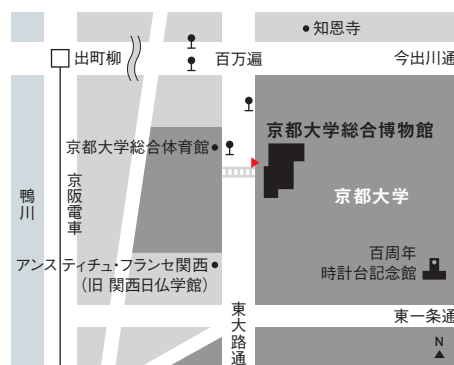 知恩寺
出町柳
百万遍
今出川通
京都大学総合博物館
京都大学総合体育館
京都大学
鴨川
京阪電車
アンスティチュ・フランセ関西
（旧 関西日仏学館）
百周年
時計台記念館
東大路通
東一条通
N